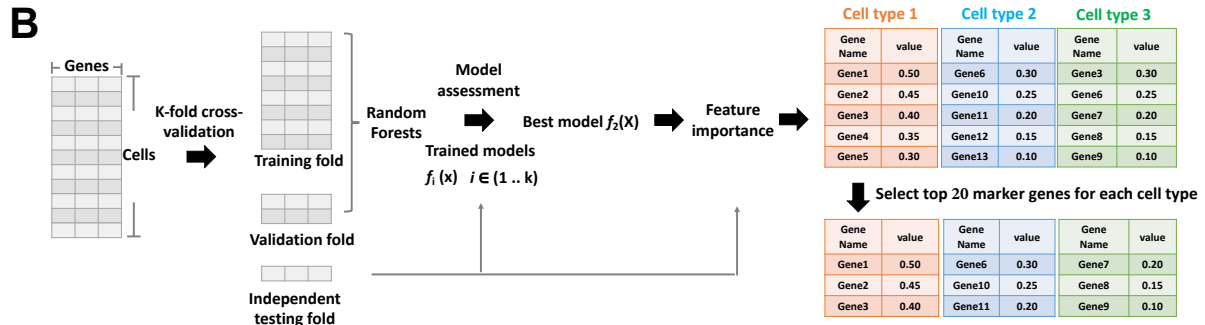 B
Genes
Cells
K-fold cross-
validation
Training fold
Validation fold
Independent
testing fold
Random
Forests
Model
assessment
Trained models
fᵢ (x) i ∈ (1 .. k)
Best model f₂(X)
Feature
importance
Cell type 1 Cell type 2 Cell type 3
Gene Name value Gene Name value Gene Name value
Gene1 0.50 Gene6 0.30 Gene3 0.30
Gene2 0.45 Gene10 0.25 Gene6 0.25
Gene3 0.40 Gene11 0.20 Gene7 0.20
Gene4 0.35 Gene12 0.15 Gene8 0.15
Gene5 0.30 Gene13 0.10 Gene9 0.10
Select top 20 marker genes for each cell type
Gene Name value Gene Name value Gene Name value
Gene1 0.50 Gene6 0.30 Gene7 0.20
Gene2 0.45 Gene10 0.25 Gene8 0.15
Gene3 0.40 Gene11 0.20 Gene9 0.10